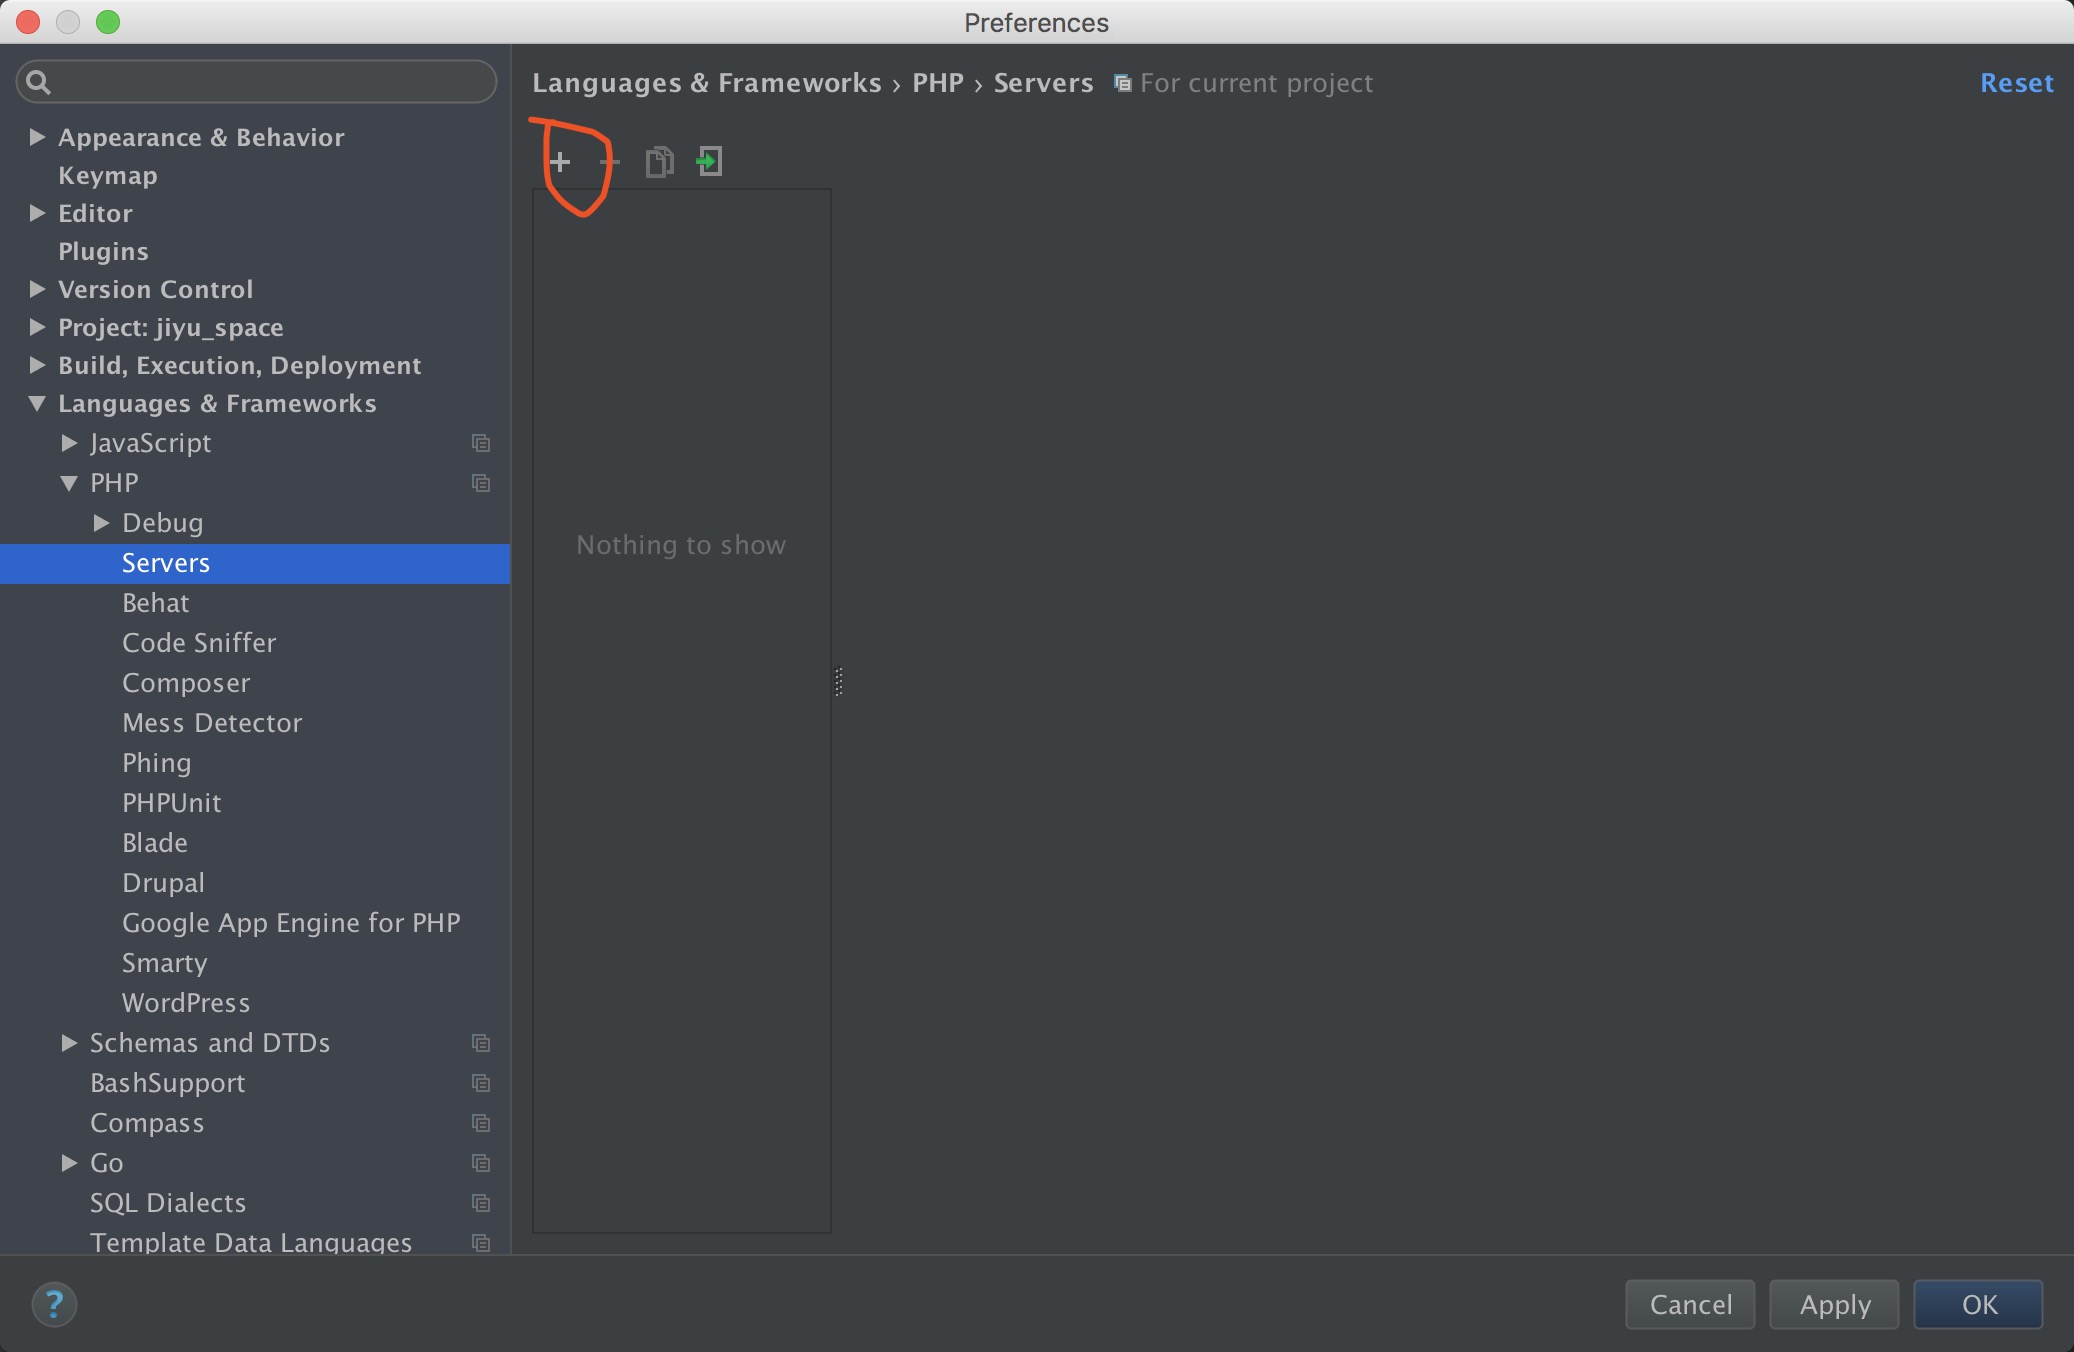 Preferences
Languages & Frameworks › PHP › Servers For current project Reset
Appearance & Behavior
Keymap
Editor
Plugins
Version Control
Project: jiyu_space
Build, Execution, Deployment
Languages & Frameworks
JavaScript
PHP
Debug
Servers
Behat
Code Sniffer
Composer
Mess Detector
Phing
PHPUnit
Blade
Drupal
Google App Engine for PHP
Smarty
WordPress
Schemas and DTDs
BashSupport
Compass
Go
SQL Dialects
Template Data Languages
Nothing to show
?
Cancel Apply OK